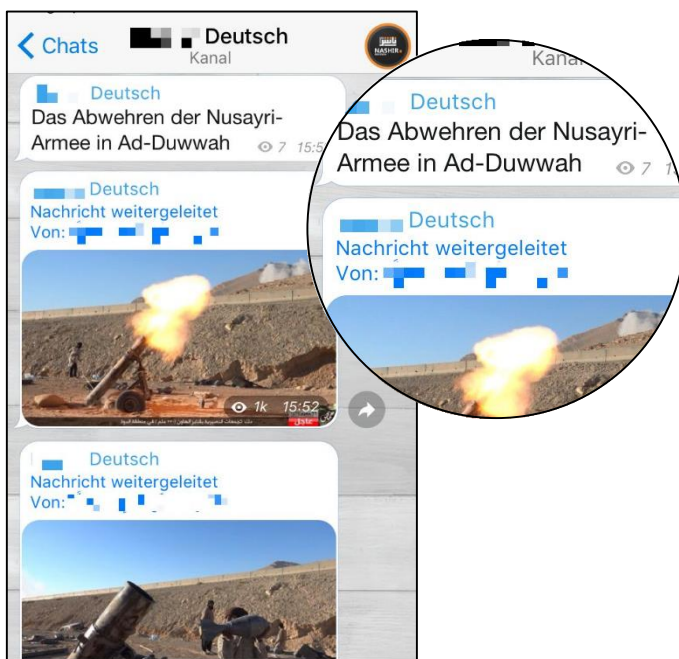 Chats
Deutsch
Kanal
ناشر
NASHIR
Deutsch
Das Abwehren der Nusayri-
Armee in Ad-Duwwah
7
Deutsch
Nachricht weitergeleitet
Von:
1k 15:52
عاجل
Deutsch
Nachricht weitergeleitet
Von:
Deutsch
Das Abwehren der Nusayri-
Armee in Ad-Duwwah
7
Deutsch
Nachricht weitergeleitet
Von: